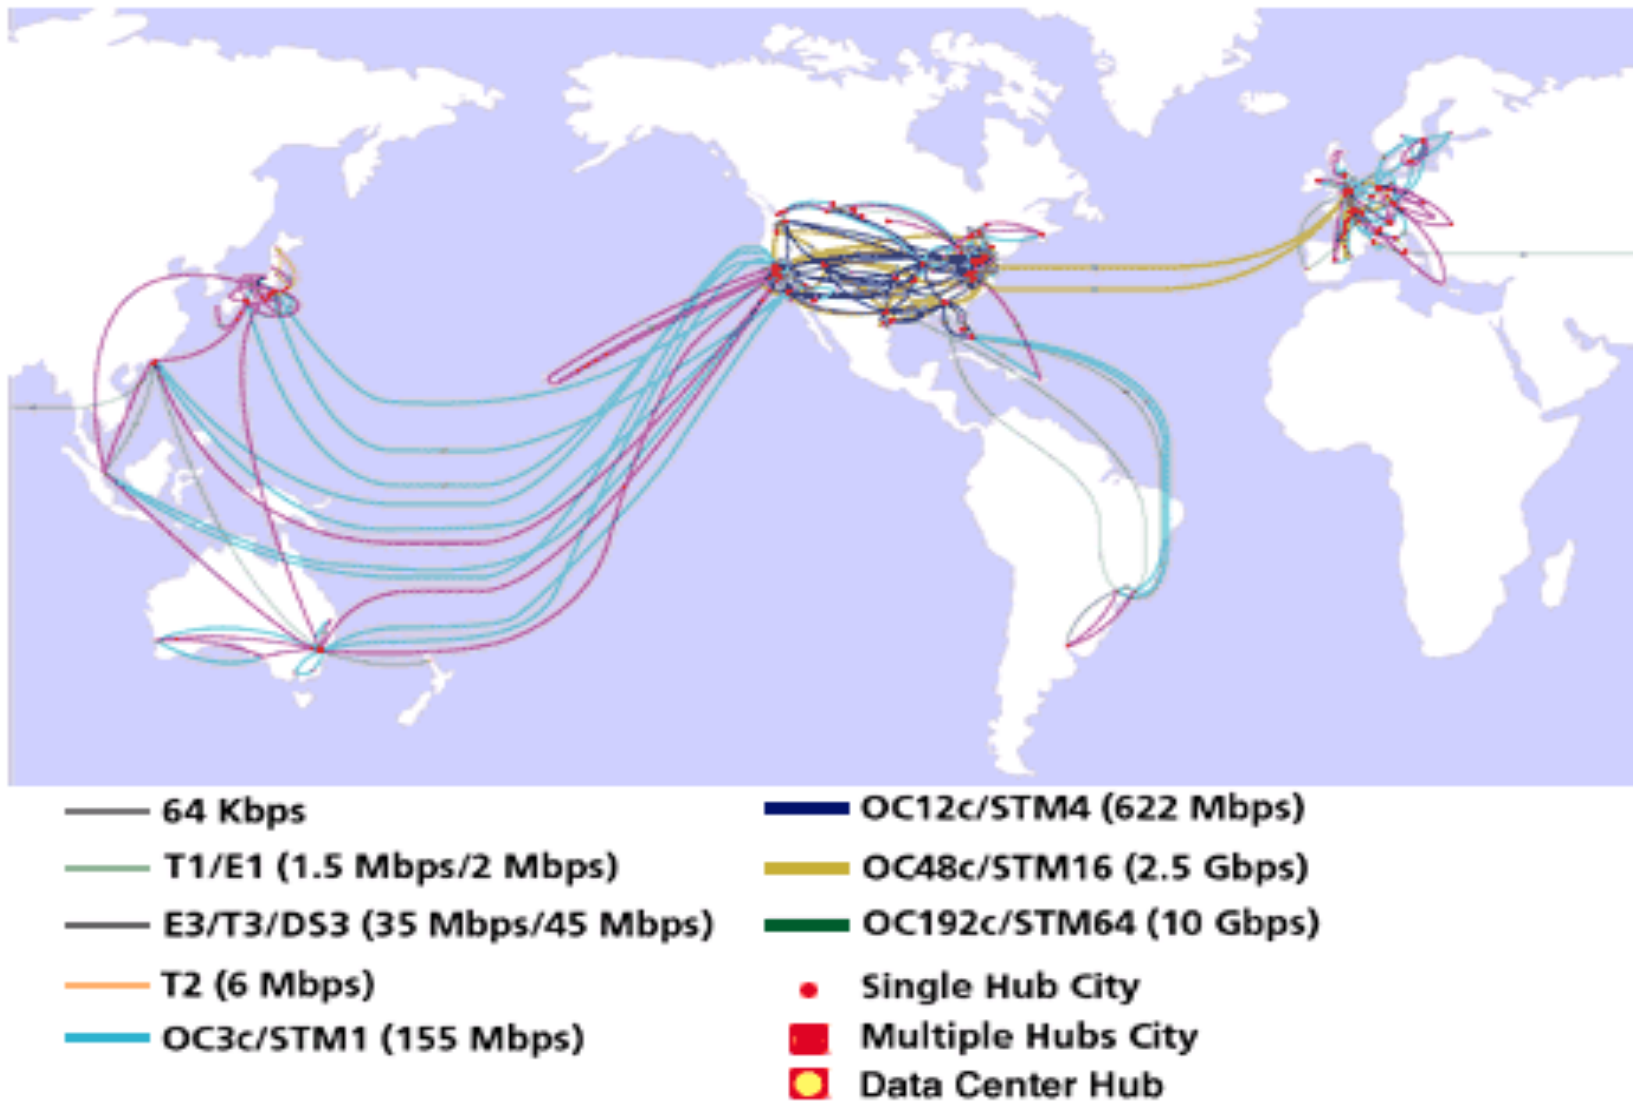 64 Kbps
T1/E1 (1.5 Mbps/2 Mbps)
E3/T3/DS3 (35 Mbps/45 Mbps)
T2 (6 Mbps)
OC3c/STM1 (155 Mbps)
OC12c/STM4 (622 Mbps)
OC48c/STM16 (2.5 Gbps)
OC192c/STM64 (10 Gbps)
Single Hub City
Multiple Hubs City
Data Center Hub